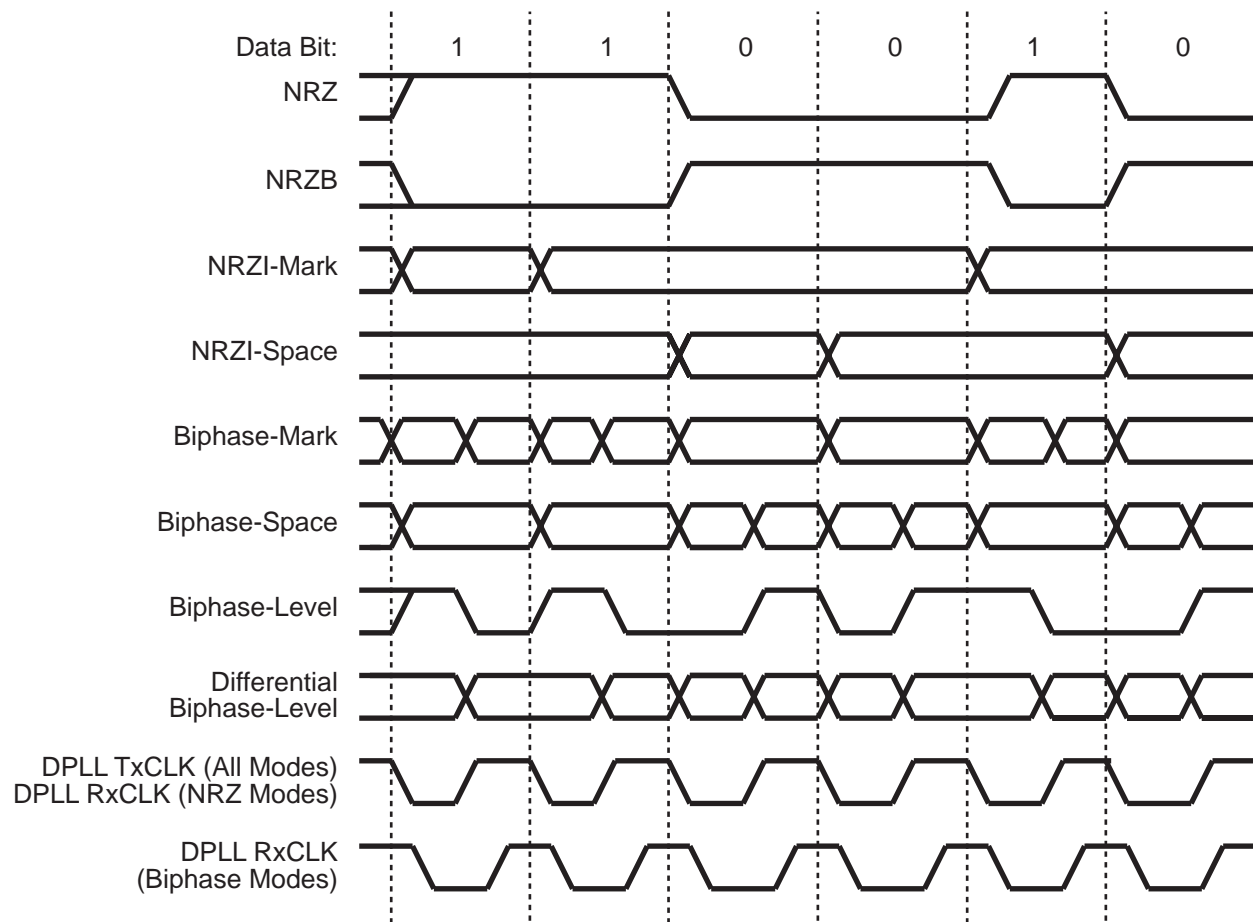 Data Bit: 1 1 0 0 1 0
NRZ
NRZB
NRZI-Mark
NRZI-Space
Biphase-Mark
Biphase-Space
Biphase-Level
Differential
Biphase-Level
DPLL TxCLK (All Modes)
DPLL RxCLK (NRZ Modes)
DPLL RxCLK
(Biphase Modes)